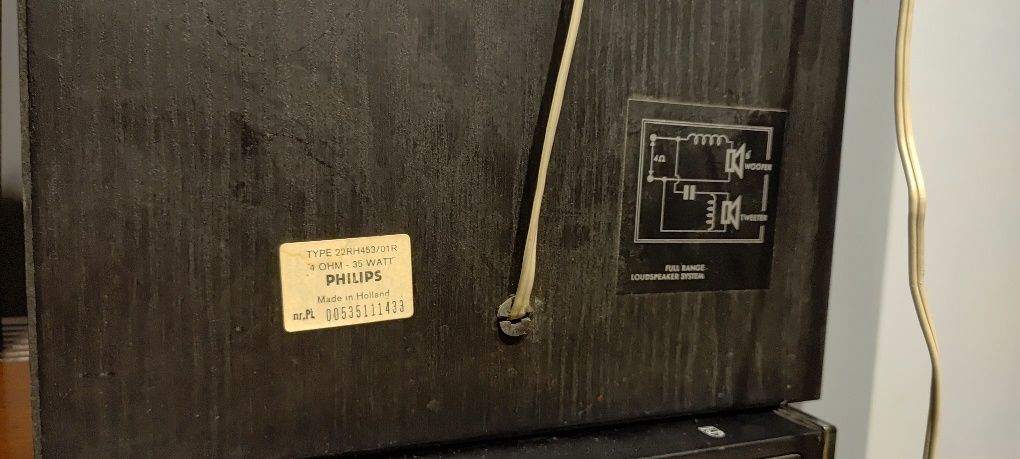 TYPE 22RH453/01R
4 OHM - 35 WATT
PHILIPS
Made in Holland
nr.PL 00535111433
4Ω
WOOFER
TWEETER
FULL RANGE
LOUDSPEAKER SYSTEM